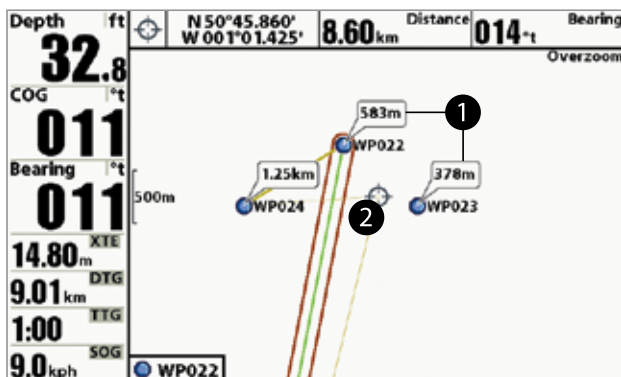 Depth ft
32.8
COG °t
011
Bearing °t
011
XTE
14.80m
DTG
9.01km
TTG
1:00
SOG
9.0kph
N 50°45.860'
W 001°01.425'
Distance
8.60km
Bearing
014°t
Overzoom
583m
1
WP022
1.25km
378m
500m
WP024
2
WP023
WP022